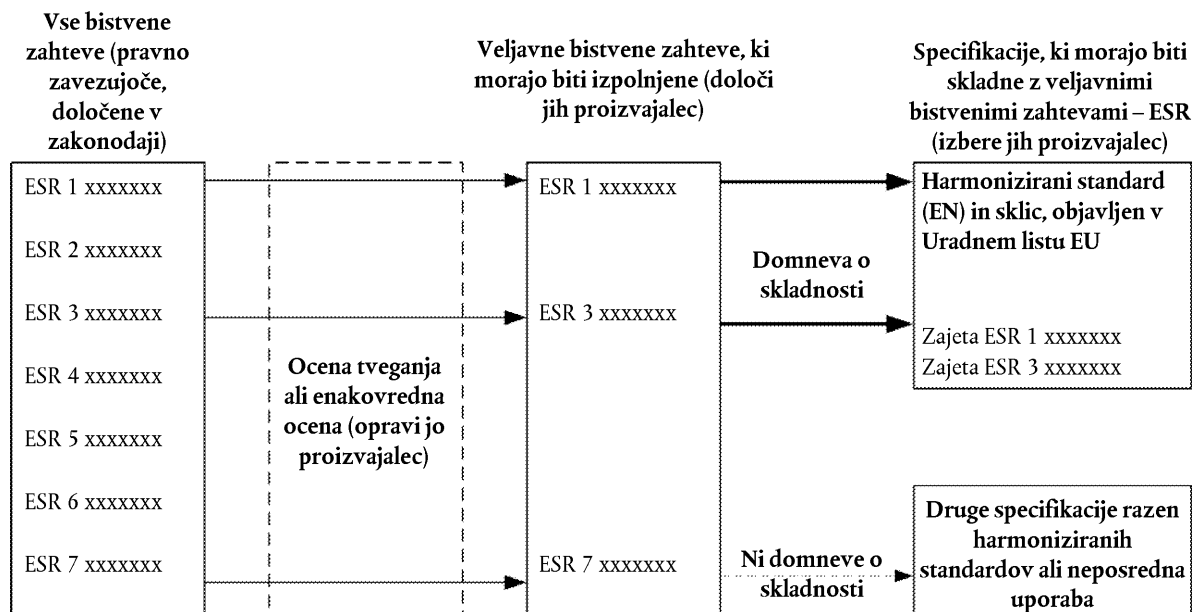 Vse bistvene
zahteve (pravno
zavezujoče,
določene v
zakonodaji)
Veljavne bistvene zahteve, ki
morajo biti izpolnjene (določi
jih proizvajalec)
Specifikacije, ki morajo biti
skladne z veljavnimi
bistvenimi zahtevami – ESR
(izbere jih proizvajalec)
ESR 1 xxxxxxx
ESR 2 xxxxxxx
ESR 3 xxxxxxx
ESR 4 xxxxxxx
ESR 5 xxxxxxx
ESR 6 xxxxxxx
ESR 7 xxxxxxx
Ocena tveganja
ali enakovredna
ocena (opravi jo
proizvajalec)
ESR 1 xxxxxxx
ESR 3 xxxxxxx
ESR 7 xxxxxxx
Domneva o
skladnosti
Ni domneve o
skladnosti
Harmonizirani standard
(EN) in sklic, objavljen v
Uradnem listu EU
Zajeta ESR 1 xxxxxxx
Zajeta ESR 3 xxxxxxx
Druge specifikacije razen
harmoniziranih
standardov ali neposredna
uporaba